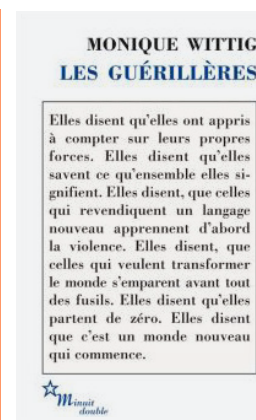 MONIQUE WITTIG
LES GUÉRILLÈRES
Elles disent qu'elles ont appris
à compter sur leurs propres
forces. Elles disent qu'elles
savent ce qu'ensemble elles si-
gnifient. Elles disent, que celles
qui revendiquent un langage
nouveau apprennent d'abord
la violence. Elles disent, que
celles qui veulent transformer
le monde s'emparent avant tout
des fusils. Elles disent qu'elles
partent de zéro. Elles disent
que c'est un monde nouveau
qui commence.
Minuit
double